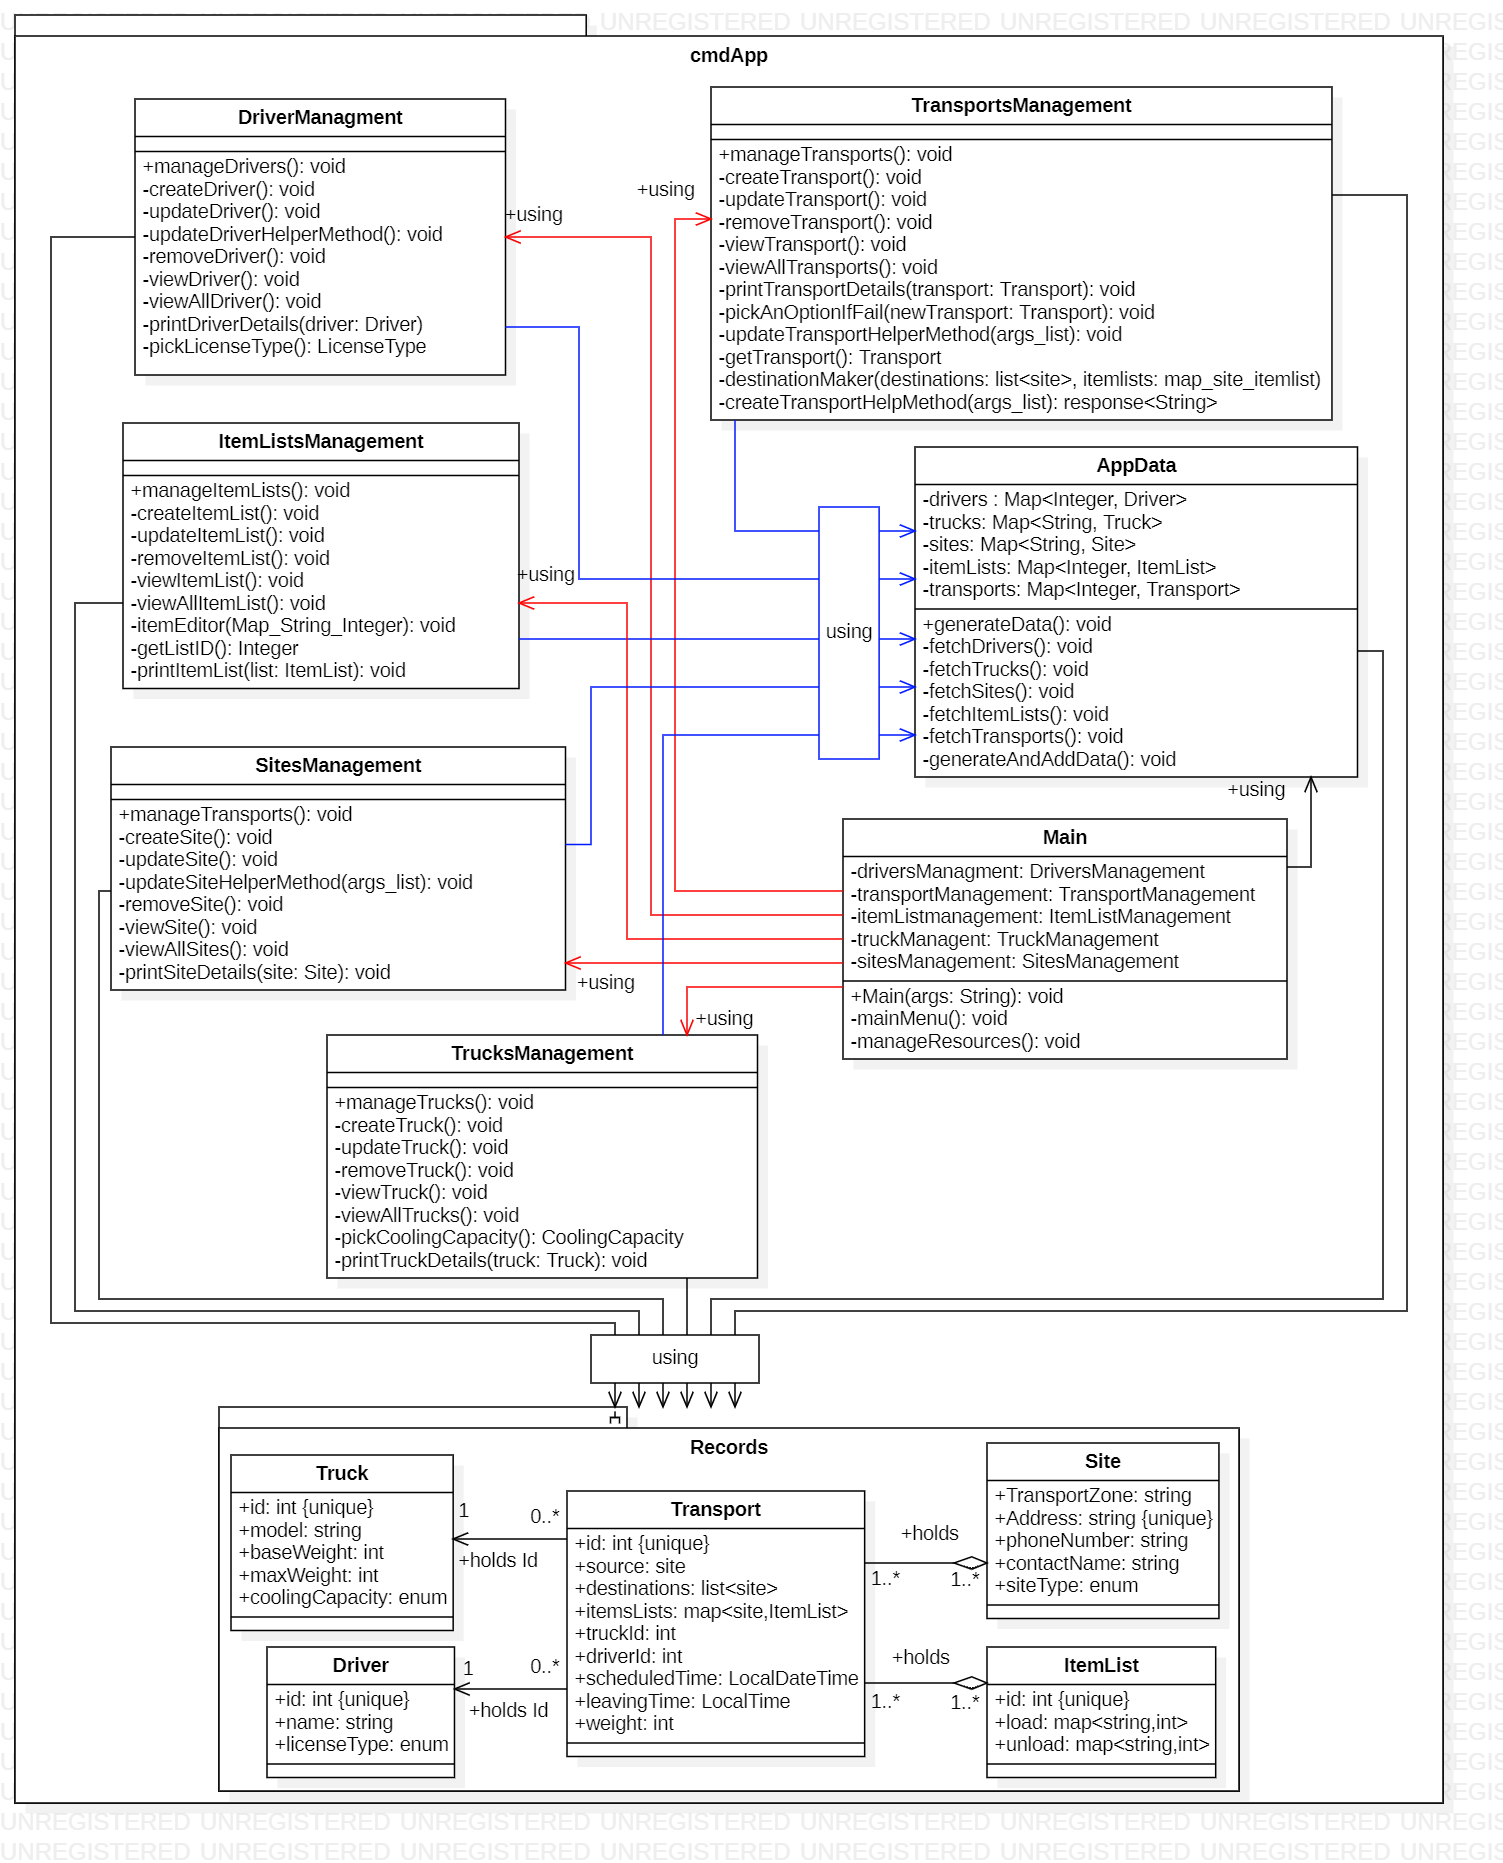 UNREGISTERED UNREGISTERED UNREGISTERED UNREGISTERED
cmdApp
DriverManagment
+manageDrivers(): void
-createDriver(): void
-updateDriver(): void
-updateDriverHelperMethod(): void
-removeDriver(): void
-viewDriver(): void
-viewAllDriver(): void
-printDriverDetails(driver: Driver)
-pickLicenseType(): LicenseType
+using
+using
TransportsManagement
+manageTransports(): void
-createTransport(): void
-updateTransport(): void
-removeTransport(): void
-viewTransport(): void
-viewAllTransports(): void
-printTransportDetails(transport: Transport): void
-pickAnOptionIfFail(newTransport: Transport): void
-updateTransportHelperMethod(args_list): void
-getTransport(): Transport
-destinationMaker(destinations: list<site>, itemlists: map_site_itemlist)
-createTransportHelpMethod(args_list): response<String>
ItemListsManagement
+manageItemLists(): void
-createItemList(): void
-updateItemList(): void
-removeItemList(): void
-viewItemList(): void
-viewAllItemList(): void
-itemEditor(Map_String_Integer): void
-getListID(): Integer
-printItemList(list: ItemList): void
+using
using
AppData
-drivers : Map<Integer, Driver>
-trucks: Map<String, Truck>
-sites: Map<String, Site>
-itemLists: Map<Integer, ItemList>
-transports: Map<Integer, Transport>
+generateData(): void
-fetchDrivers(): void
-fetchTrucks(): void
-fetchSites(): void
-fetchItemLists(): void
-fetchTransports(): void
-generateAndAddData(): void
+using
SitesManagement
+manageTransports(): void
-createSite(): void
-updateSite(): void
-updateSiteHelperMethod(args_list): void
-removeSite(): void
-viewSite(): void
-viewAllSites(): void
-printSiteDetails(site: Site): void
+using
Main
-driversManagment: DriversManagement
-transportManagement: TransportManagement
-itemListmanagement: ItemListManagement
-truckManagent: TruckManagement
-sitesManagement: SitesManagement
+Main(args: String): void
-mainMenu(): void
-manageResources(): void
+using
TrucksManagement
+manageTrucks(): void
-createTruck(): void
-updateTruck(): void
-removeTruck(): void
-viewTruck(): void
-viewAllTrucks(): void
-pickCoolingCapacity(): CoolingCapacity
-printTruckDetails(truck: Truck): void
using
Records
Truck
+id: int {unique}
+model: string
+baseWeight: int
+maxWeight: int
+coolingCapacity: enum
1
0..*
+holds Id
Transport
+id: int {unique}
+source: site
+destinations: list<site>
+itemsLists: map<site,ItemList>
+truckId: int
+driverId: int
+scheduledTime: LocalDateTime
+leavingTime: LocalTime
+weight: int
+holds
1..*
1..*
Site
+TransportZone: string
+Address: string {unique}
+phoneNumber: string
+contactName: string
+siteType: enum
Driver
+id: int {unique}
+name: string
+licenseType: enum
1
0..*
+holds Id
+holds
1..*
1..*
ItemList
+id: int {unique}
+load: map<string,int>
+unload: map<string,int>
UNREGISTERED UNREGISTERED UNREGISTERED UNREGISTERED UNREGISTERED UNREGISTERED UNREGISTERED
UNREGISTERED UNREGISTERED UNREGISTERED UNREGISTERED UNREGISTERED UNREGISTERED UNREGISTERED